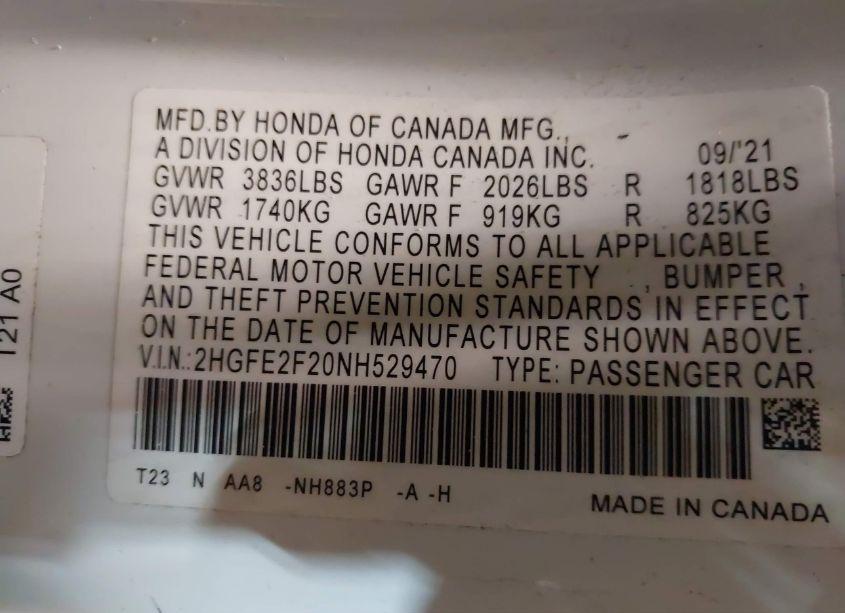 MFD.BY HONDA OF CANADA MFG.,
A DIVISION OF HONDA CANADA INC. 09/'21
GVWR 3836LBS GAWR F 2026LBS R 1818LBS
GVWR 1740KG GAWR F 919KG R 825KG
THIS VEHICLE CONFORMS TO ALL APPLICABLE
FEDERAL MOTOR VEHICLE SAFETY , BUMPER ,
AND THEFT PREVENTION STANDARDS IN EFFECT
ON THE DATE OF MANUFACTURE SHOWN ABOVE.
V.I.N.:2HGFE2F20NH529470 TYPE: PASSENGER CAR
T23 N AA8 -NH883P -A -H
MADE IN CANADA
T21 A0